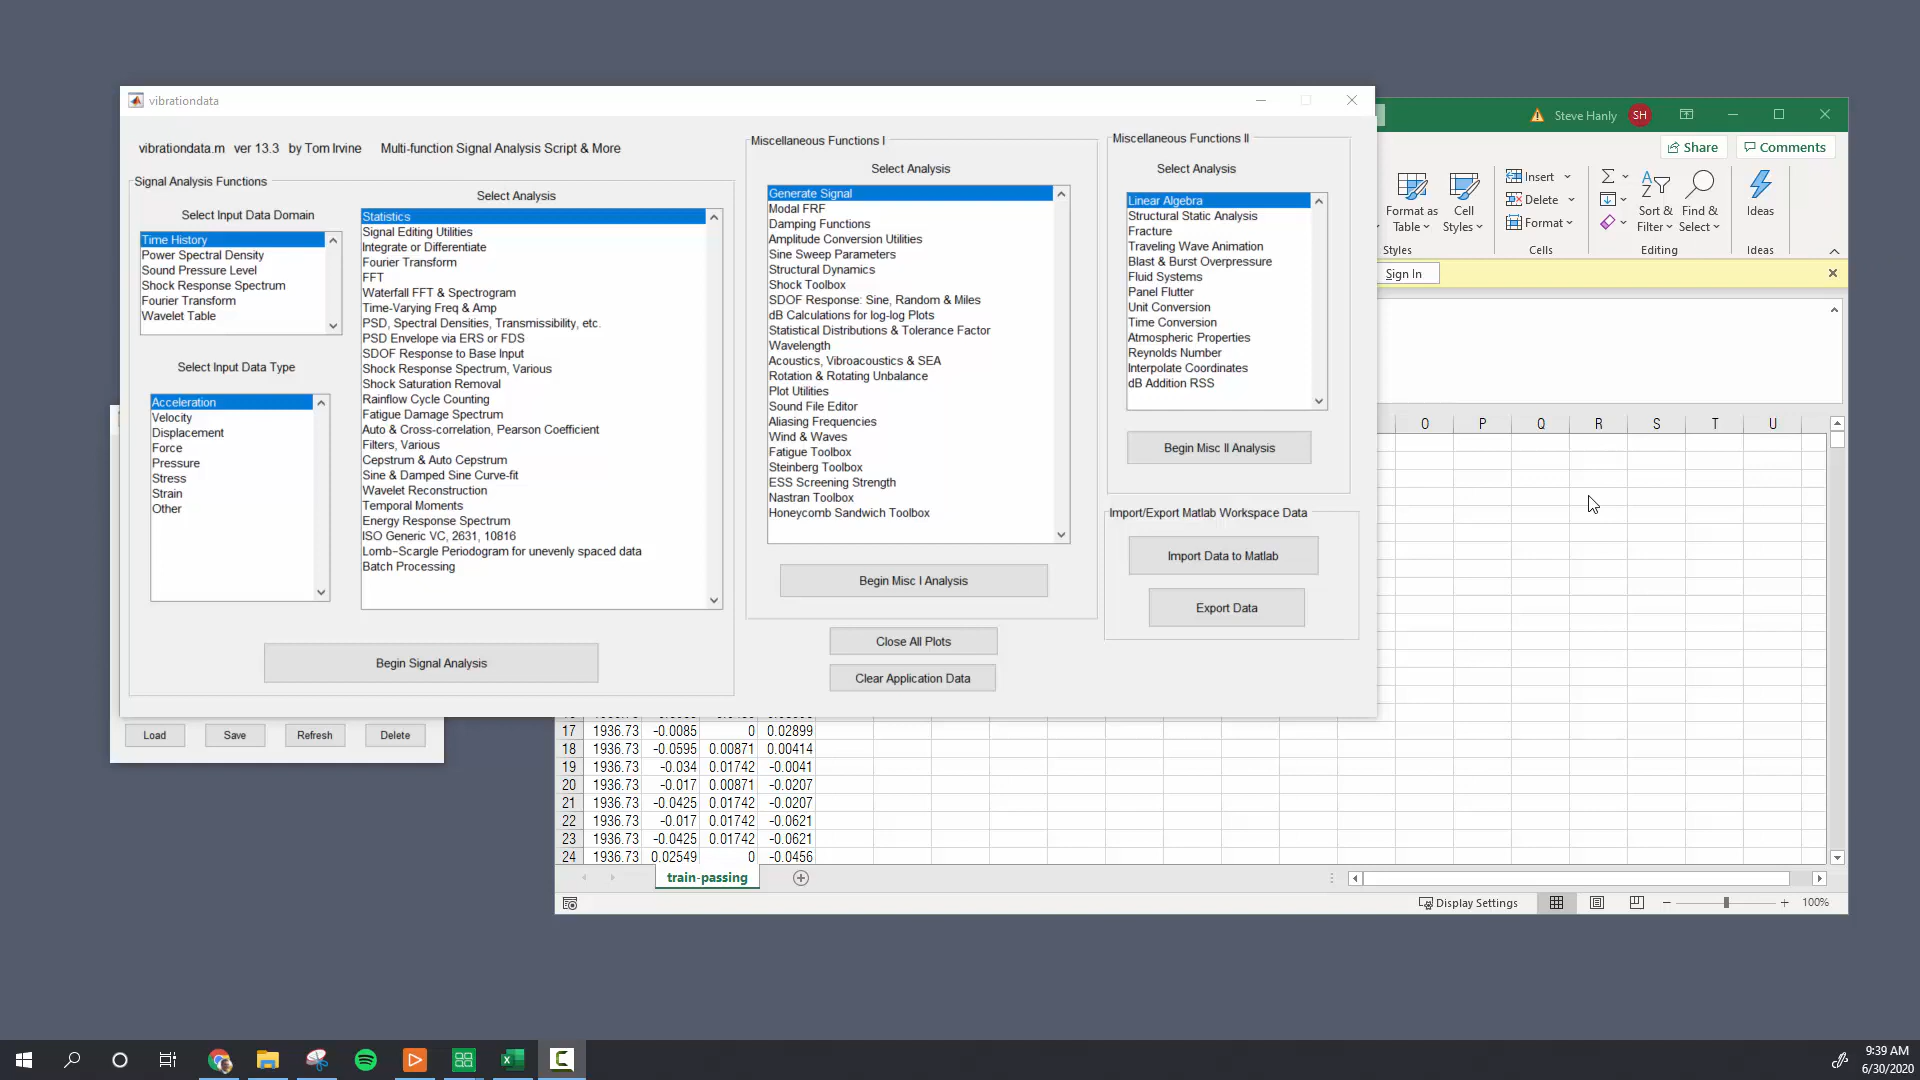 vibrationdata
vibrationdata.m ver 13.3 by Tom Irvine Multi-function Signal Analysis Script & More
Signal Analysis Functions
Select Input Data Domain
Time History
Power Spectral Density
Sound Pressure Level
Shock Response Spectrum
Fourier Transform
Wavelet Table
Select Input Data Type
Acceleration
Velocity
Displacement
Force
Pressure
Stress
Strain
Other
Select Analysis
Statistics
Signal Editing Utilities
Integrate or Differentiate
Fourier Transform
FFT
Waterfall FFT & Spectrogram
Time-Varying Freq & Amp
PSD, Spectral Densities, Transmissibility, etc.
PSD Envelope via ERS or FDS
SDOF Response to Base Input
Shock Response Spectrum, Various
Shock Saturation Removal
Rainflow Cycle Counting
Fatigue Damage Spectrum
Auto & Cross-correlation, Pearson Coefficient
Filters, Various
Cepstrum & Auto Cepstrum
Sine & Damped Sine Curve-fit
Wavelet Reconstruction
Temporal Moments
Energy Response Spectrum
ISO Generic VC, 2631, 10816
Lomb-Scargle Periodogram for unevenly spaced data
Batch Processing
Begin Signal Analysis
Miscellaneous Functions I
Select Analysis
Generate Signal
Modal FRF
Damping Functions
Amplitude Conversion Utilities
Sine Sweep Parameters
Structural Dynamics
Shock Toolbox
SDOF Response: Sine, Random & Miles
dB Calculations for log-log Plots
Statistical Distributions & Tolerance Factor
Wavelength
Acoustics, Vibroacoustics & SEA
Rotation & Rotating Unbalance
Plot Utilities
Sound File Editor
Aliasing Frequencies
Wind & Waves
Fatigue Toolbox
Steinberg Toolbox
ESS Screening Strength
Nastran Toolbox
Honeycomb Sandwich Toolbox
Begin Misc I Analysis
Close All Plots
Clear Application Data
Miscellaneous Functions II
Select Analysis
Linear Algebra
Structural Static Analysis
Fracture
Traveling Wave Animation
Blast & Burst Overpressure
Fluid Systems
Panel Flutter
Unit Conversion
Time Conversion
Atmospheric Properties
Reynolds Number
Interpolate Coordinates
dB Addition RSS
Begin Misc II Analysis
Import/Export Matlab Workspace Data
Import Data to Matlab
Export Data
Load Save Refresh Delete
Steve Hanly SH
Share Comments
Format as Table
Cell Styles
Styles
Insert
Delete
Format
Cells
Sort & Filter
Find & Select
Editing
Ideas
Ideas
Sign In
O P Q R S T U
17 1936.73 -0.0085 0 0.02899
18 1936.73 -0.0595 0.00871 0.00414
19 1936.73 -0.034 0.01742 -0.0041
20 1936.73 -0.017 0.00871 -0.0207
21 1936.73 -0.0425 0.01742 -0.0207
22 1936.73 -0.017 0.01742 -0.0621
23 1936.73 -0.0425 0.01742 -0.0621
24 1936.73 0.02549 0 -0.0456
train-passing
Display Settings 100%
9:39 AM
6/30/2020